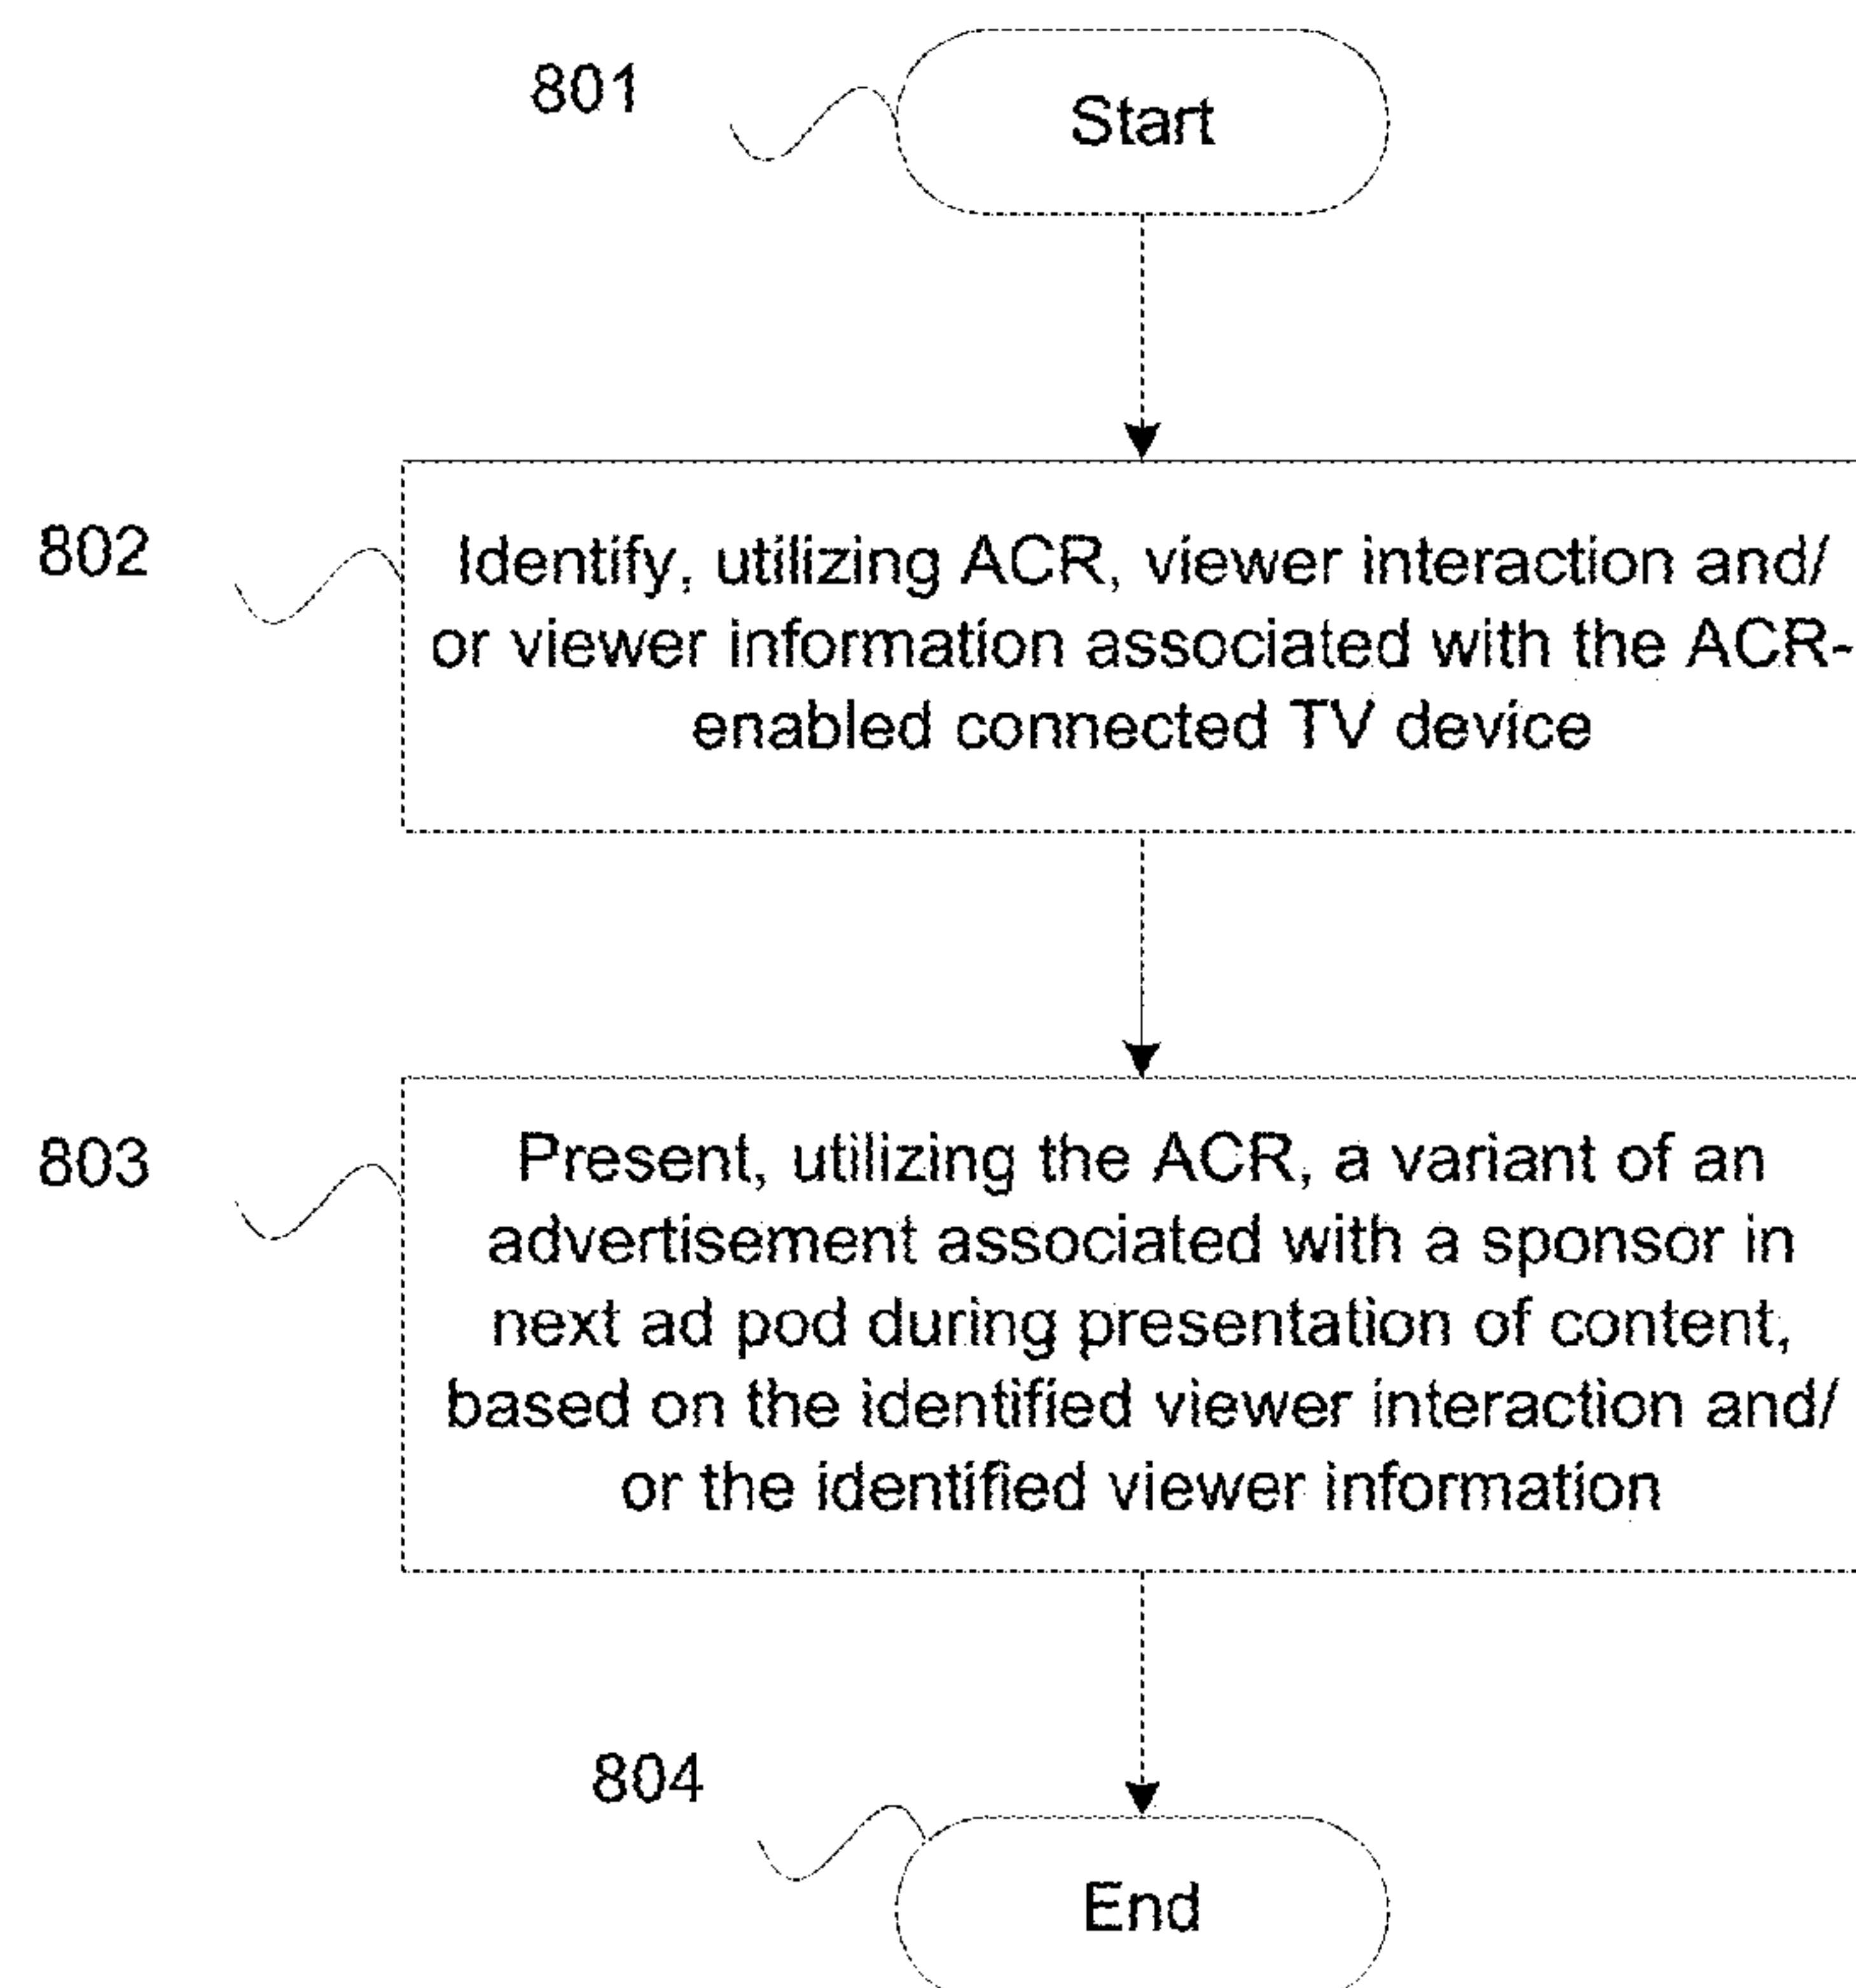 801
Start
802
Identify, utilizing ACR, viewer interaction and/
or viewer information associated with the ACR-
enabled connected TV device
803
Present, utilizing the ACR, a variant of an
advertisement associated with a sponsor in
next ad pod during presentation of content,
based on the identified viewer interaction and/
or the identified viewer information
804
End